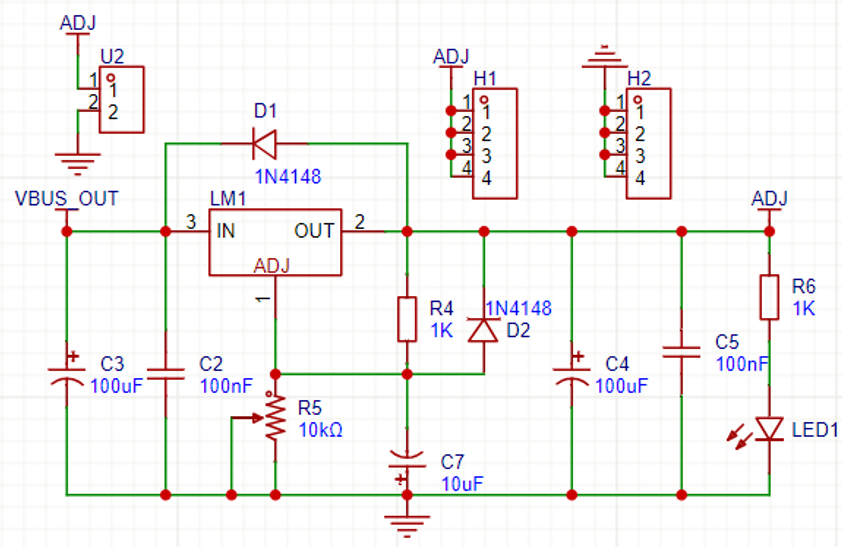 ADJ
U2
1
1
2
2
D1
1N4148
ADJ
H1
1
1
2
2
3
3
4
4
H2
1
1
2
2
3
3
4
4
VBUS_OUT
LM1
3
IN
OUT
2
ADJ
1
ADJ
R4
1K
1N4148
D2
R6
1K
C3
100uF
C2
100nF
C4
100uF
C5
100nF
R5
10kΩ
LED1
C7
10uF